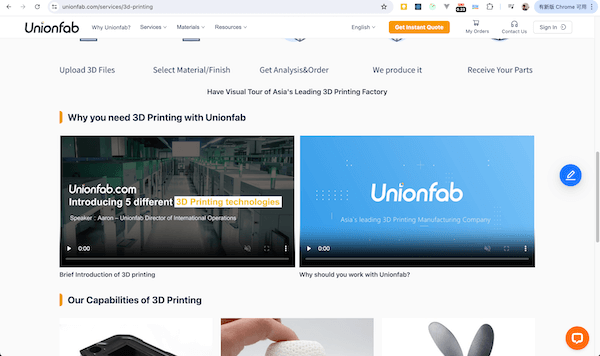 unionfab.com/services/3d-printing
有新版 Chrome 可用
Unionfab
Why Unionfab?
Services
Materials
Resources
English
Get Instant Quote
My Orders
Contact Us
Sign In
Upload 3D Files
Select Material/Finish
Get Analysis&Order
We produce it
Receive Your Parts
Have Visual Tour of Asia's Leading 3D Printing Factory
Why you need 3D Printing with Unionfab
Unionfab.com
Introducing 5 different 3D Printing technologies
Speaker : Aaron – Unionfab Director of International Operations
0:00
Brief Introduction of 3D printing
Unionfab
Asia's leading 3D Printing Manufacturing Company
0:00
Why should you work with Unionfab?
Our Capabilities of 3D Printing